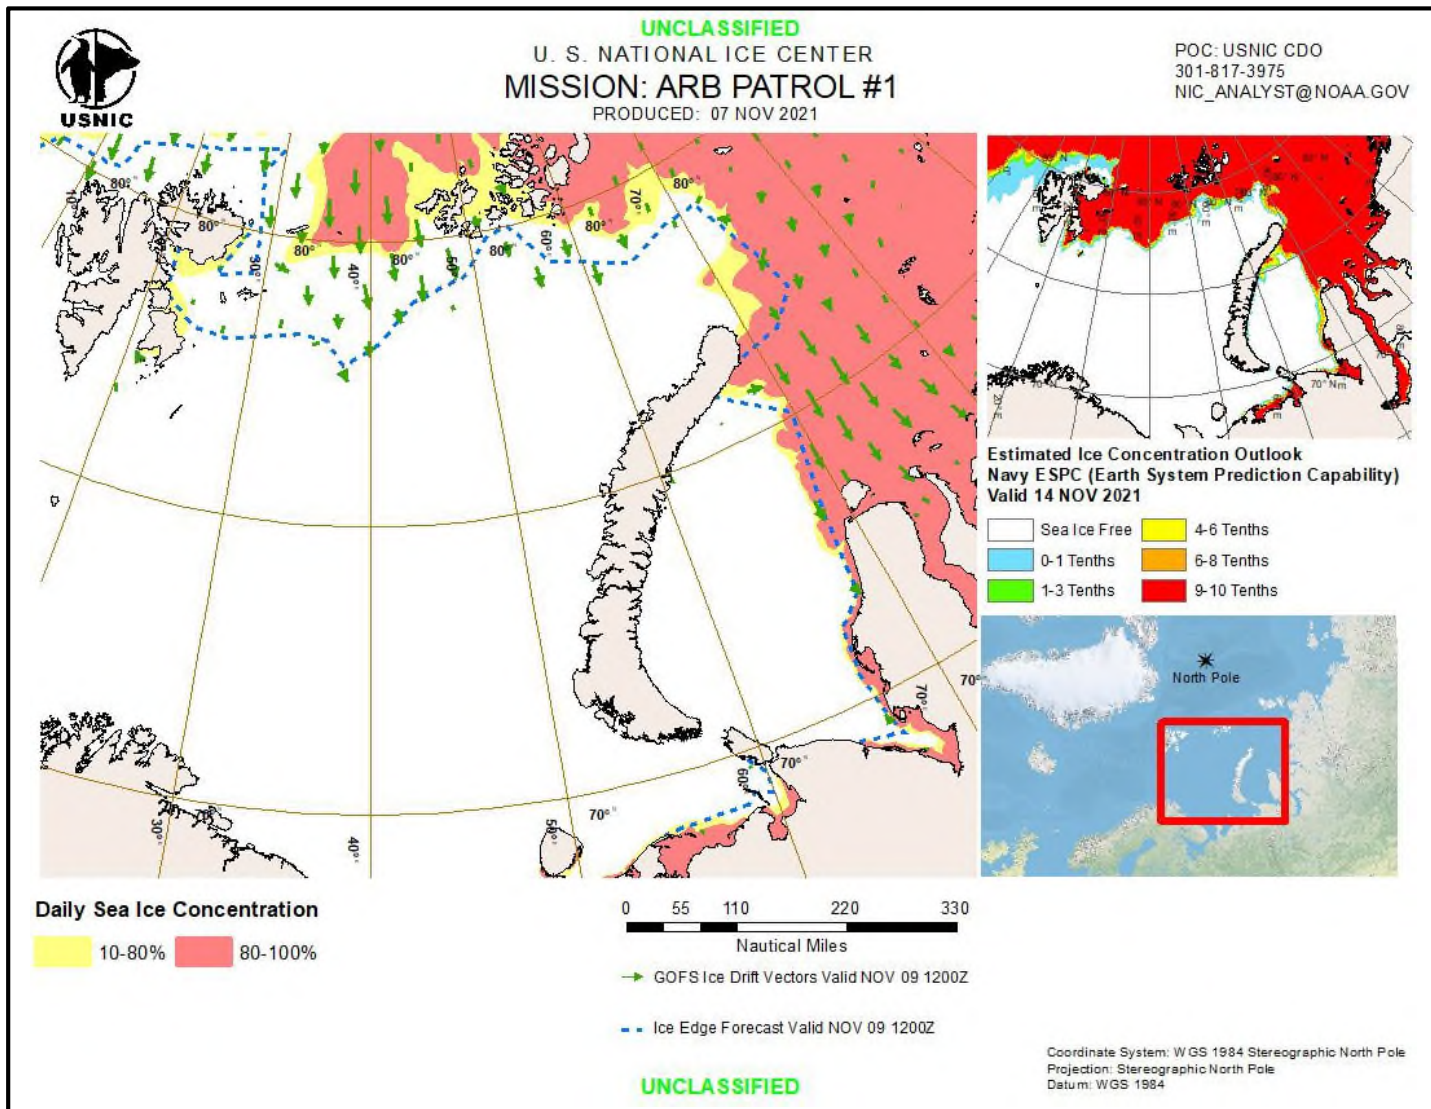 UNCLASSIFIED
U. S. NATIONAL ICE CENTER
MISSION: ARB PATROL #1
PRODUCED: 07 NOV 2021
USNIC
POC: USNIC CDO
301-817-3975
NIC_ANALYST@NOAA.GOV
80°
80°
80°
80°
80°
80°
80°
80°
70°
30°
40°
50°
60°
70°
70°
70°
70°
70°
60°
50°
40°
30°
70° N
70° N
20° E
Estimated Ice Concentration Outlook
Navy ESPC (Earth System Prediction Capability)
Valid 14 NOV 2021
Sea Ice Free
4-6 Tenths
0-1 Tenths
6-8 Tenths
1-3 Tenths
9-10 Tenths
North Pole
Daily Sea Ice Concentration
10-80%
80-100%
0 55 110 220 330
Nautical Miles
GOFS Ice Drift Vectors Valid NOV 09 1200Z
Ice Edge Forecast Valid NOV 09 1200Z
Coordinate System: WGS 1984 Stereographic North Pole
Projection: Stereographic North Pole
Datum: WGS 1984
UNCLASSIFIED